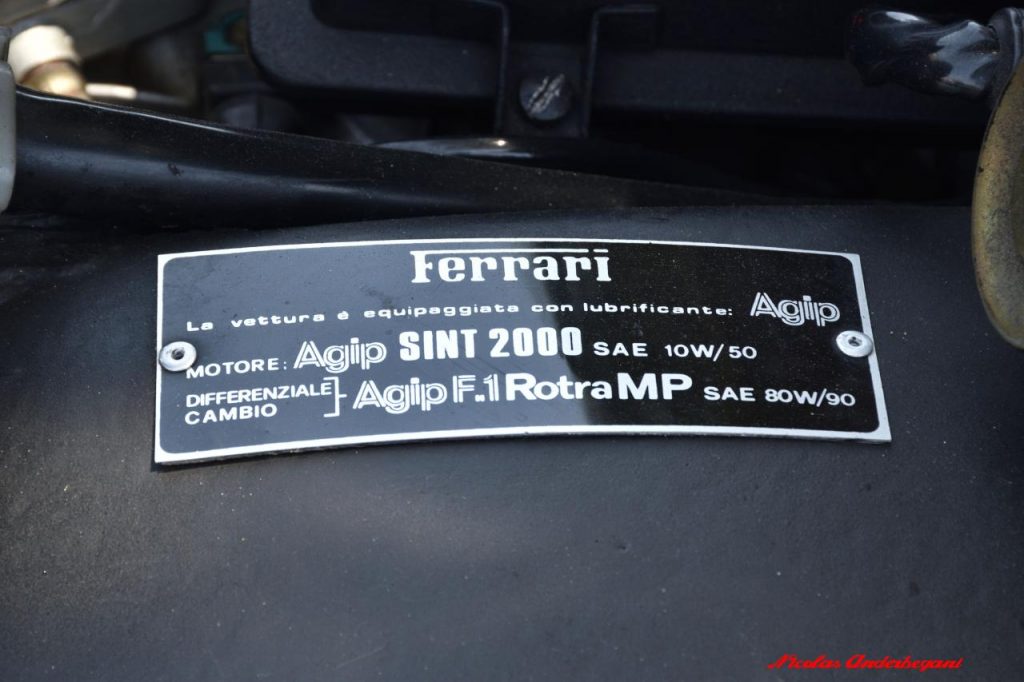 Ferrari
La vettura è equipaggiata con lubrificante: Agip
MOTORE: Agip SINT 2000 SAE 10W/50
DIFFERENZIALE
CAMBIO } Agip F.1 Rotra MP SAE 80W/90
Nicolas Anderhegani